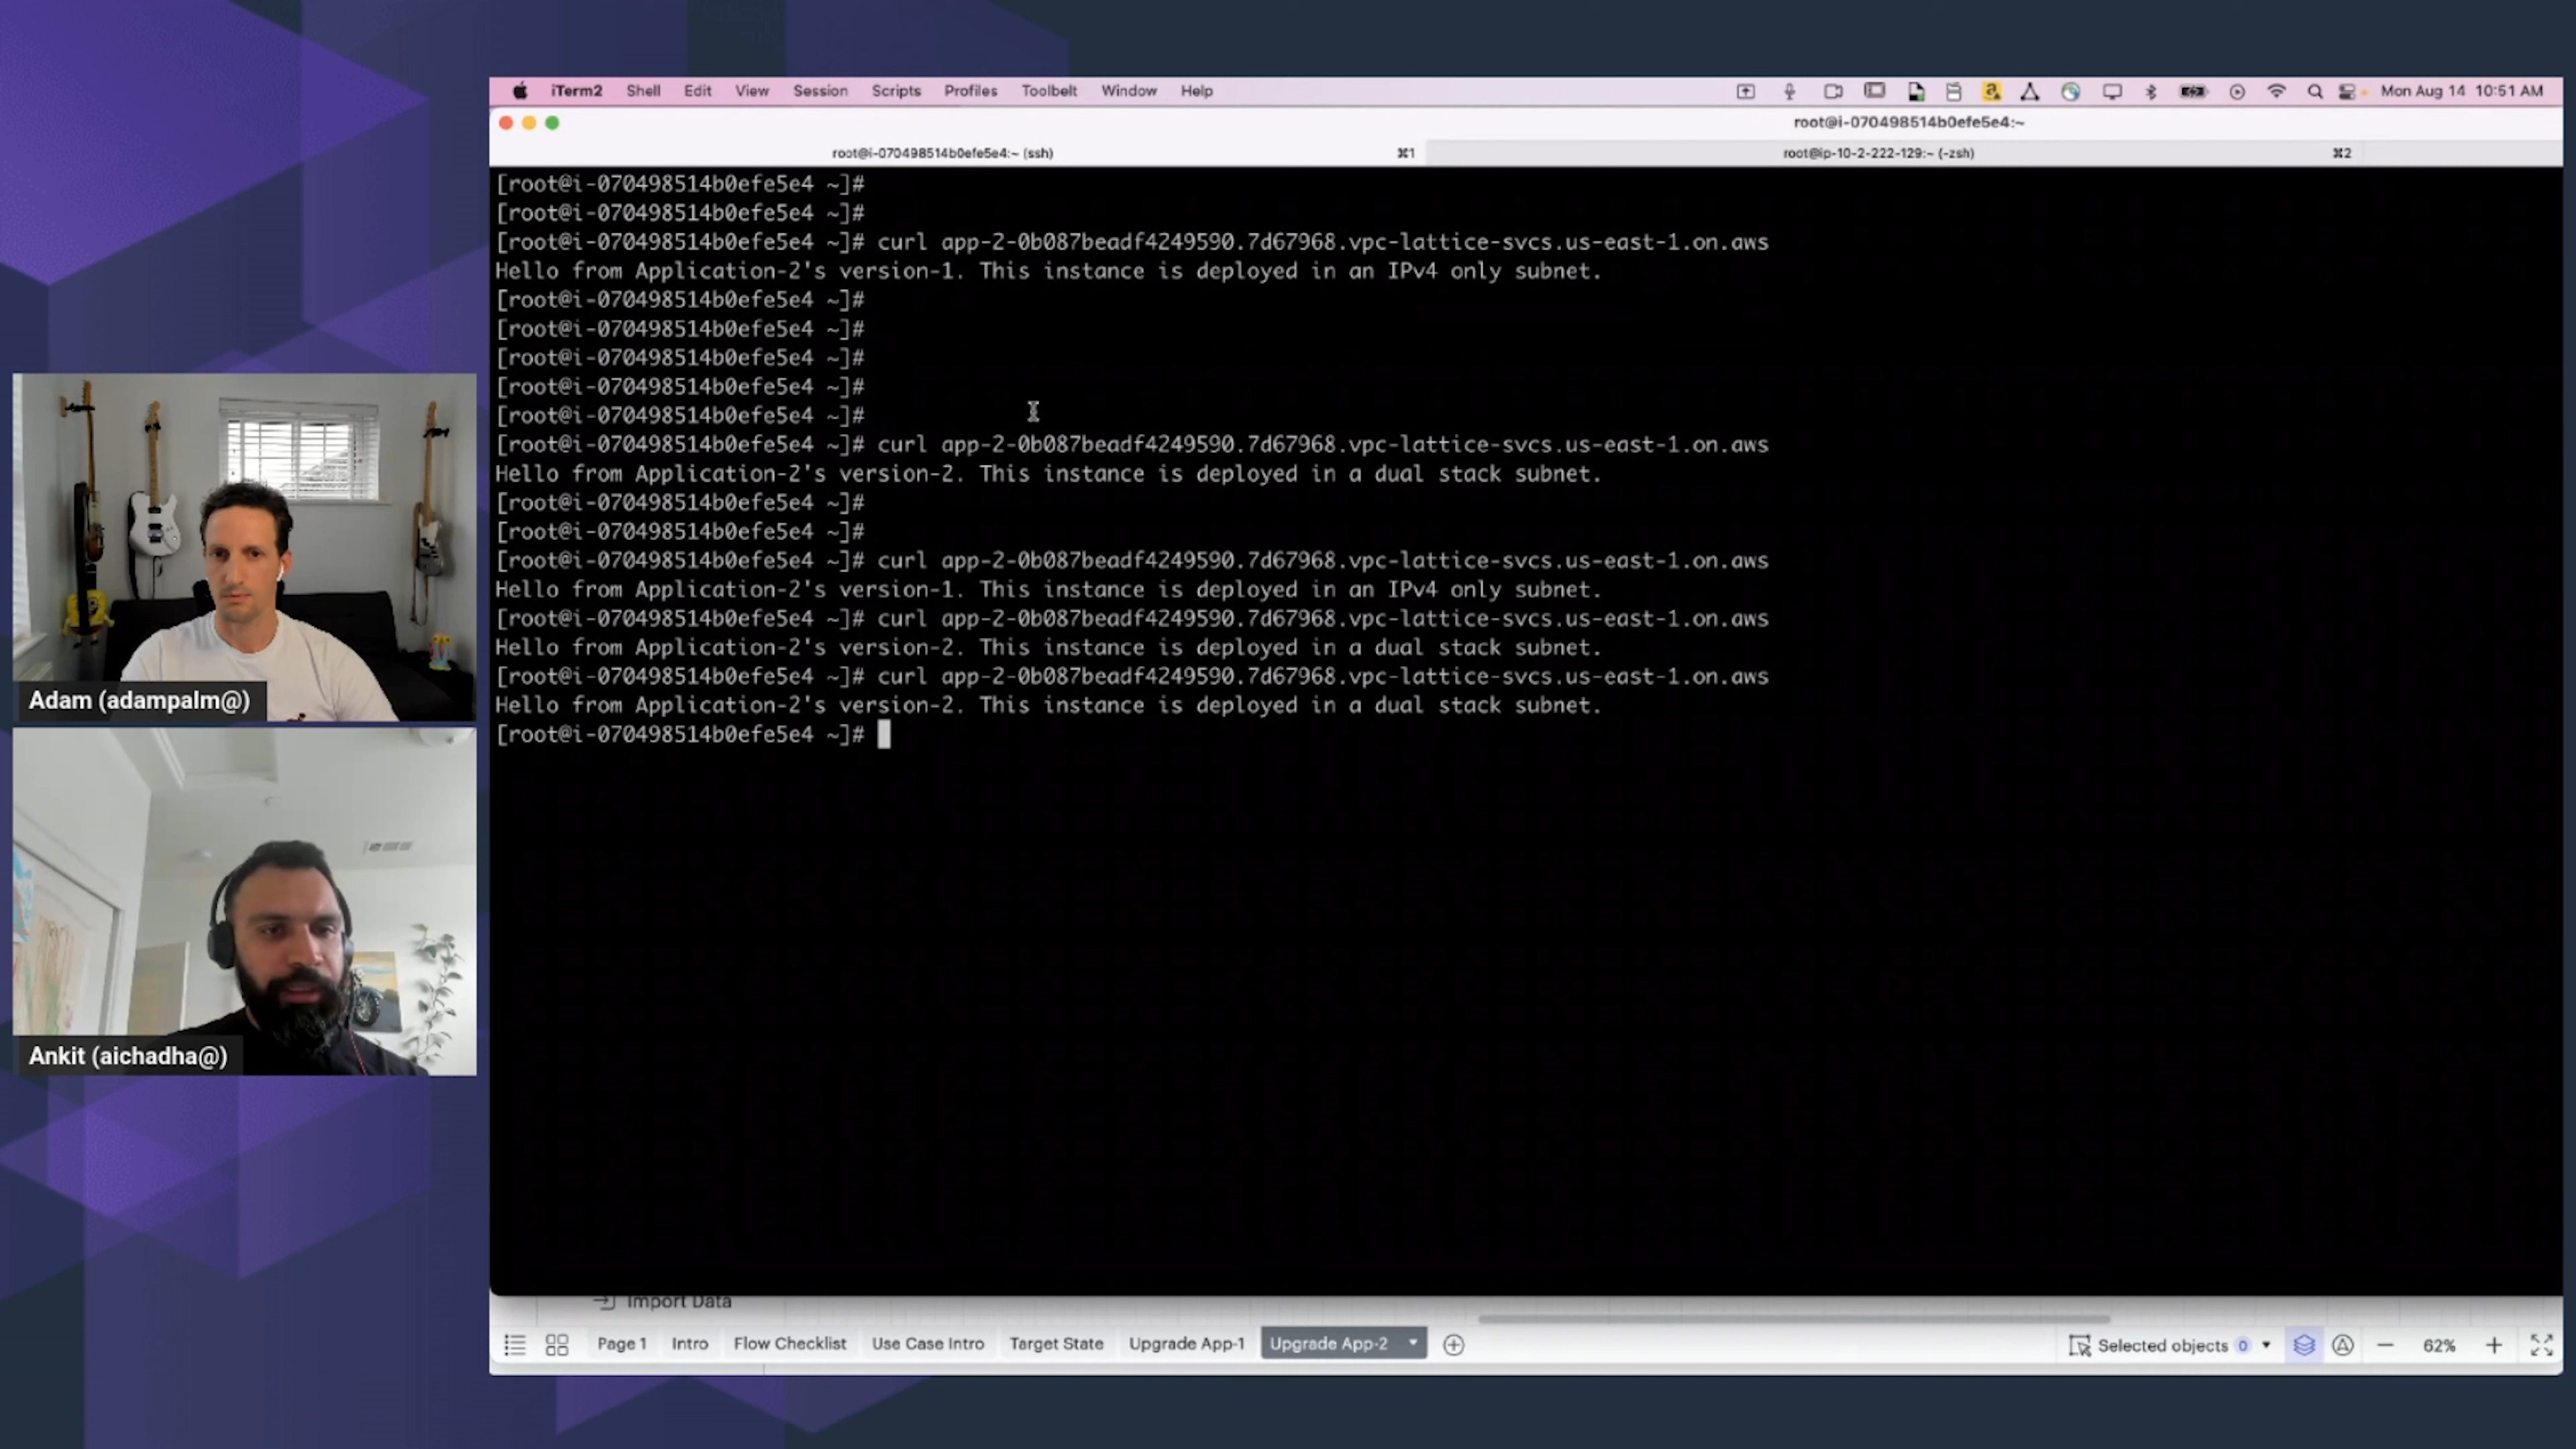 iTerm2 Shell Edit View Session Scripts Profiles Toolbelt Window Help Mon Aug 14 10:51 AM
root@i-070498514b0efe5e4:~
root@i-070498514b0efe5e4:~ (ssh) ⌘1 root@ip-10-2-222-129:~ (-zsh) ⌘2
[root@i-070498514b0efe5e4 ~]#
[root@i-070498514b0efe5e4 ~]#
[root@i-070498514b0efe5e4 ~]# curl app-2-0b087beadf4249590.7d67968.vpc-lattice-svcs.us-east-1.on.aws
Hello from Application-2's version-1. This instance is deployed in an IPv4 only subnet.
[root@i-070498514b0efe5e4 ~]#
[root@i-070498514b0efe5e4 ~]#
[root@i-070498514b0efe5e4 ~]#
[root@i-070498514b0efe5e4 ~]#
[root@i-070498514b0efe5e4 ~]#
[root@i-070498514b0efe5e4 ~]# curl app-2-0b087beadf4249590.7d67968.vpc-lattice-svcs.us-east-1.on.aws
Hello from Application-2's version-2. This instance is deployed in a dual stack subnet.
[root@i-070498514b0efe5e4 ~]#
[root@i-070498514b0efe5e4 ~]#
[root@i-070498514b0efe5e4 ~]# curl app-2-0b087beadf4249590.7d67968.vpc-lattice-svcs.us-east-1.on.aws
Hello from Application-2's version-1. This instance is deployed in an IPv4 only subnet.
[root@i-070498514b0efe5e4 ~]# curl app-2-0b087beadf4249590.7d67968.vpc-lattice-svcs.us-east-1.on.aws
Hello from Application-2's version-2. This instance is deployed in a dual stack subnet.
[root@i-070498514b0efe5e4 ~]# curl app-2-0b087beadf4249590.7d67968.vpc-lattice-svcs.us-east-1.on.aws
Hello from Application-2's version-2. This instance is deployed in a dual stack subnet.
[root@i-070498514b0efe5e4 ~]#
Adam (adampalm@)
Ankit (aichadha@)
Import Data
Page 1 Intro Flow Checklist Use Case Intro Target State Upgrade App-1 Upgrade App-2 Selected objects 0 62%